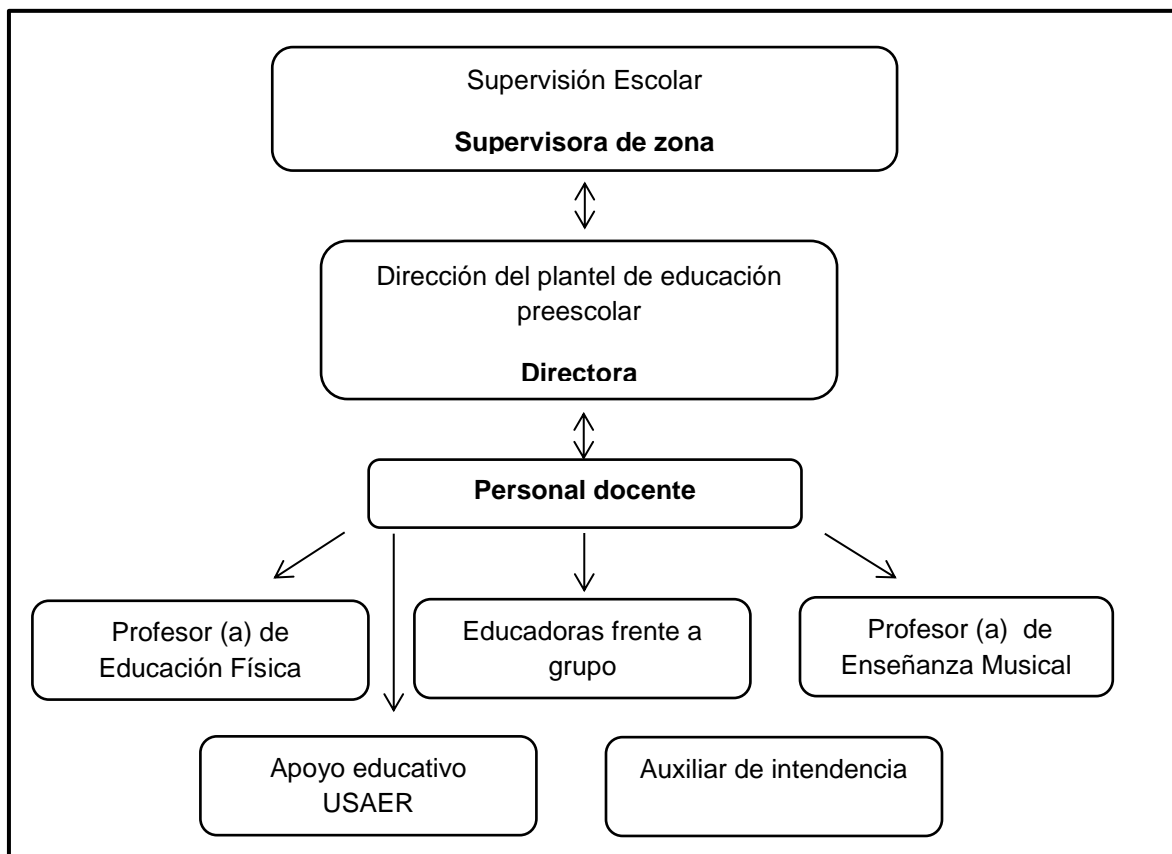 Supervisión Escolar
Supervisora de zona
Dirección del plantel de educación
preescolar
Directora
Personal docente
Profesor (a) de
Educación Física
Educadoras frente a
grupo
Profesor (a) de
Enseñanza Musical
Apoyo educativo
USAER
Auxiliar de intendencia